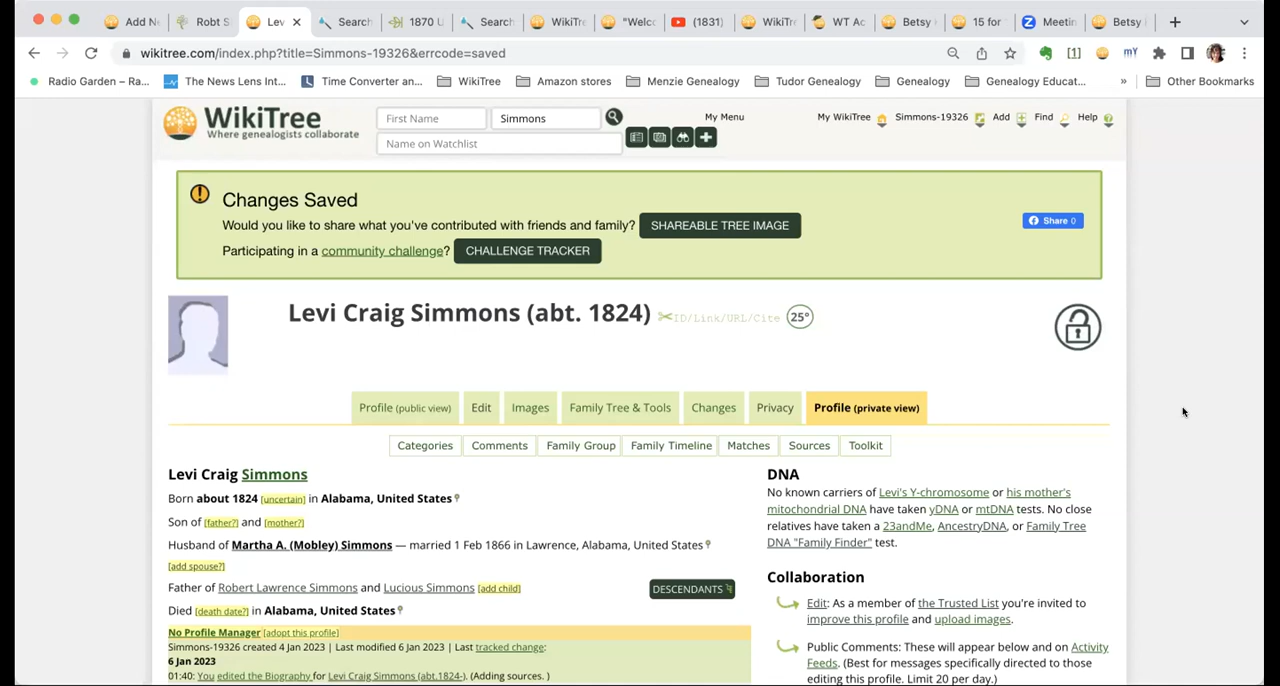 Add Ne
Robt S
Lev
Search
1870 U
Search
WikiTre
"Welco
(1831)
WikiTr
WT Ac
Betsy
15 for
Meetin
Betsy
wikitree.com/index.php?title=Simmons-19326&errcode=saved
Radio Garden – Ra...
The News Lens Int...
Time Converter an...
WikiTree
Amazon stores
Menzie Genealogy
Tudor Genealogy
Genealogy
Genealogy Educat...
»
Other Bookmarks
WikiTree
Where genealogists collaborate
First Name
Simmons
Name on Watchlist
My Menu
My WikiTree
Simmons-19326
Add
Find
Help
Changes Saved
Would you like to share what you've contributed with friends and family? SHAREABLE TREE IMAGE
Share 0
Participating in a community challenge? CHALLENGE TRACKER
Levi Craig Simmons (abt. 1824) ID/Link/URL/Cite 25°
Profile (public view)
Edit
Images
Family Tree & Tools
Changes
Privacy
Profile (private view)
Categories
Comments
Family Group
Family Timeline
Matches
Sources
Toolkit
Levi Craig Simmons
Born about 1824 [uncertain] in Alabama, United States
Son of [father?] and [mother?]
Husband of Martha A. (Mobley) Simmons — married 1 Feb 1866 in Lawrence, Alabama, United States
[add spouse?]
Father of Robert Lawrence Simmons and Lucious Simmons [add child]
DESCENDANTS
Died [death date?] in Alabama, United States
No Profile Manager [adopt this profile]
Simmons-19326 created 4 Jan 2023 | Last modified 6 Jan 2023 | Last tracked change:
6 Jan 2023
01:40: You edited the Biography for Levi Craig Simmons (abt.1824-). (Adding sources. )
DNA
No known carriers of Levi's Y-chromosome or his mother's
mitochondrial DNA have taken yDNA or mtDNA tests. No close
relatives have taken a 23andMe, AncestryDNA, or Family Tree
DNA "Family Finder" test.
Collaboration
Edit: As a member of the Trusted List you're invited to
improve this profile and upload images.
Public Comments: These will appear below and on Activity
Feeds. (Best for messages specifically directed to those
editing this profile. Limit 20 per day.)